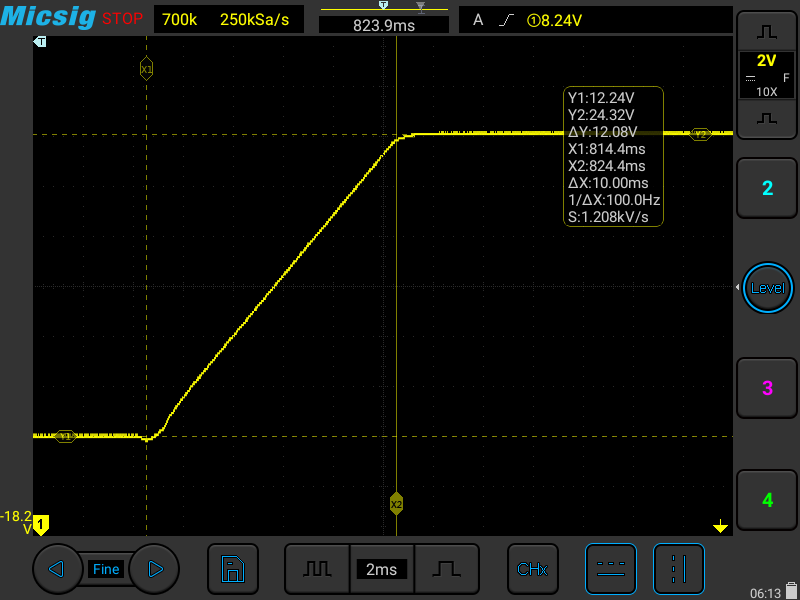 Micsig STOP 700k 250kSa/s 823.9ms A ①8.24V
T
X1
2V
F
10X
Y1:12.24V
Y2:24.32V
ΔY:12.08V
X1:814.4ms
X2:824.4ms
ΔX:10.00ms
1/ΔX:100.0Hz
S:1.208kV/s
Y2
2
Level
3
Y1
X2
4
-18.2
V
1
Fine
2ms
CHx
06:13